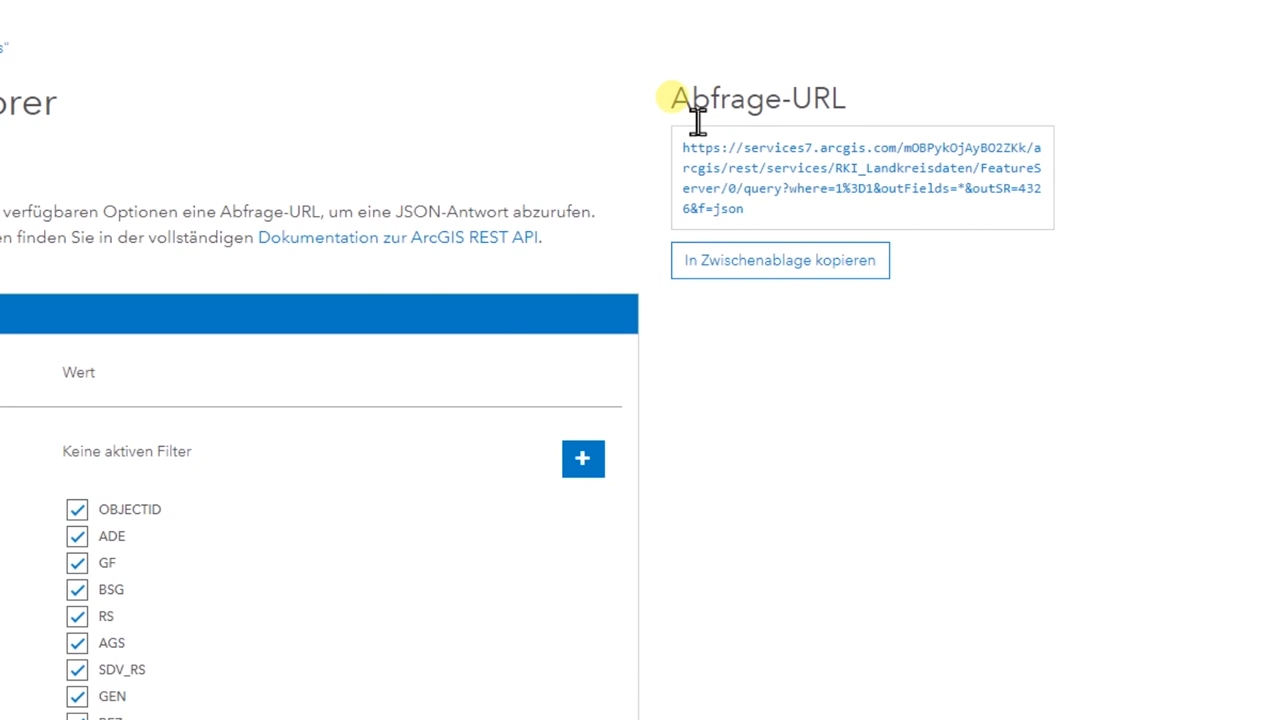 s"
orer
verfügbaren Optionen eine Abfrage-URL, um eine JSON-Antwort abzurufen.
en finden Sie in der vollständigen Dokumentation zur ArcGIS REST API.
Wert
Keine aktiven Filter
+
OBJECTID
ADE
GF
BSG
RS
AGS
SDV_RS
GEN
BEZ
Abfrage-URL
https://services7.arcgis.com/mOBPykOjAyBO2ZKk/a
rcgis/rest/services/RKI_Landkreisdaten/FeatureS
erver/0/query?where=1%3D1&outFields=*&outSR=432
6&f=json
In Zwischenablage kopieren